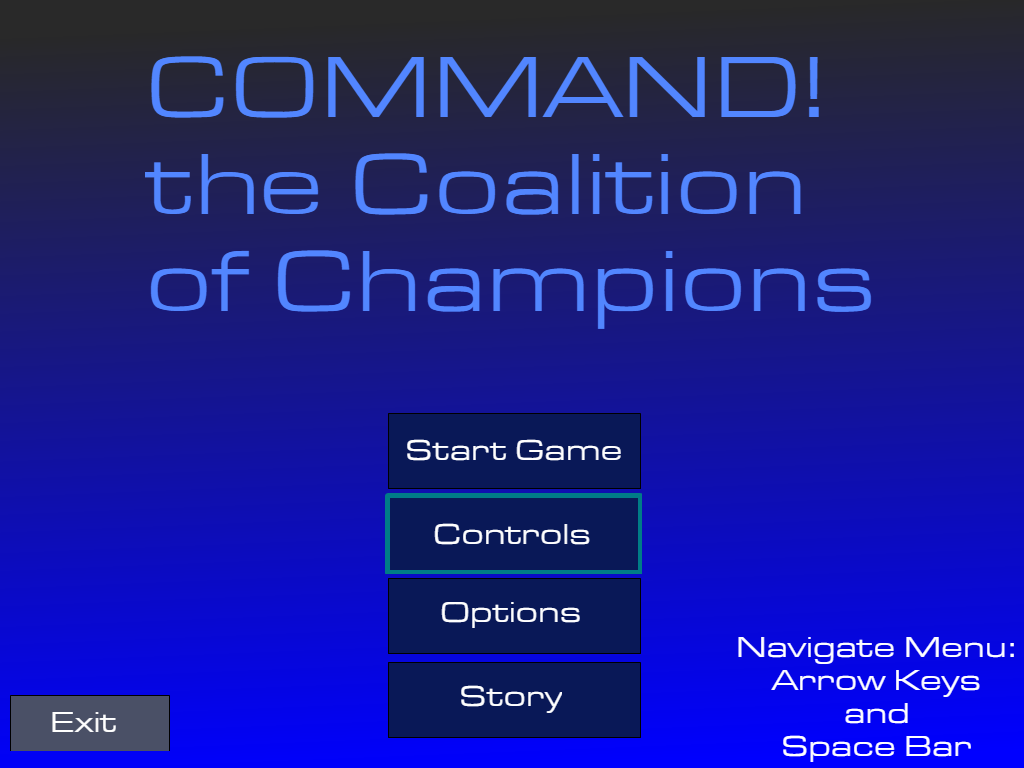 COMMAND!
the Coalition
of Champions
Start Game
Controls
Options
Story
Exit
Navigate Menu:
Arrow Keys
and
Space Bar